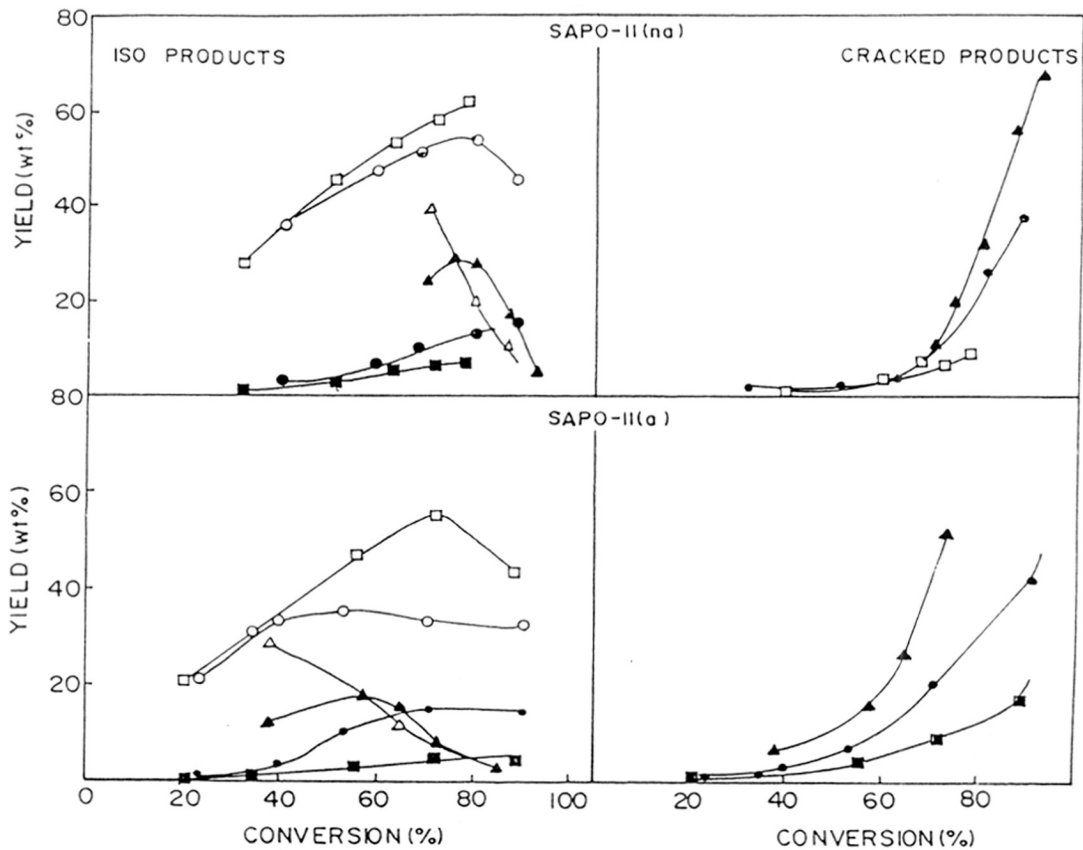 80
SAPO-11(na)
ISO PRODUCTS
CRACKED PRODUCTS
60
YIELD (wt %)
40
20
80
SAPO-11(a)
60
YIELD (wt%)
40
20
0 20 40 60 80 100 20 40 60 80
CONVERSION (%) CONVERSION (%)